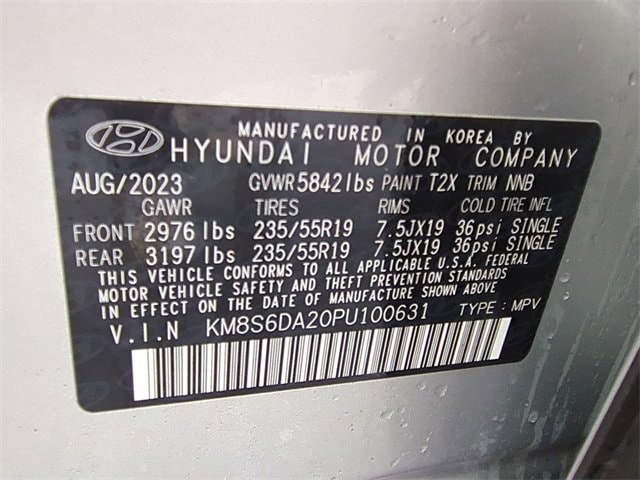 MANUFACTURED IN KOREA BY
HYUNDAI MOTOR COMPANY
AUG/2023 GVWR 5842 lbs PAINT T2X TRIM NNB
GAWR TIRES RIMS COLD TIRE INFL
FRONT 2976 lbs 235/55R19 7.5JX19 36psi SINGLE
REAR 3197 lbs 235/55R19 7.5JX19 36psi SINGLE
THIS VEHICLE CONFORMS TO ALL APPLICABLE U.S.A. FEDERAL
MOTOR VEHICLE SAFETY AND THEFT PREVENTION STANDARDS
IN EFFECT ON THE DATE OF MANUFACTURE SHOWN ABOVE.
V.I.N KM8S6DA20PU100631 TYPE: MPV